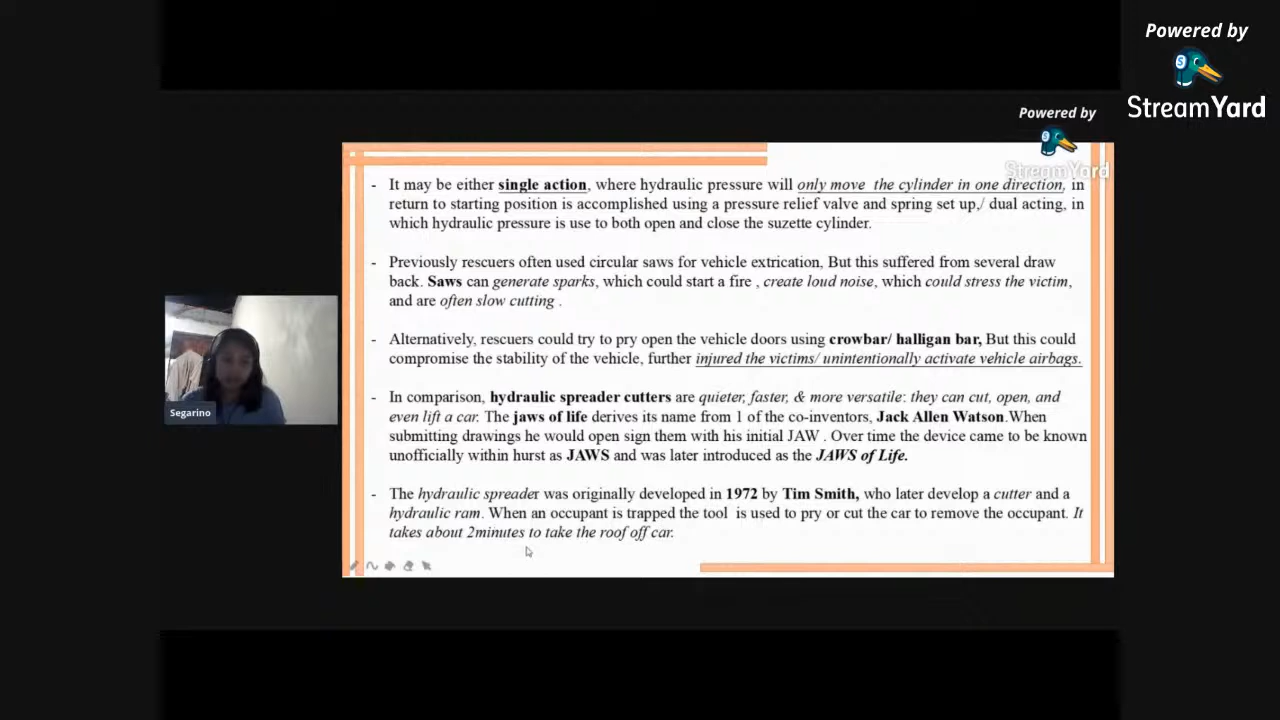 Powered by
StreamYard
Powered by
StreamYard
- It may be either single action, where hydraulic pressure will only move the cylinder in one direction, in
return to starting position is accomplished using a pressure relief valve and spring set up,/ dual acting, in
which hydraulic pressure is use to both open and close the suzette cylinder.
- Previously rescuers often used circular saws for vehicle extrication, But this suffered from several draw
back. Saws can generate sparks, which could start a fire , create loud noise, which could stress the victim,
and are often slow cutting .
- Alternatively, rescuers could try to pry open the vehicle doors using crowbar/ halligan bar, But this could
compromise the stability of the vehicle, further injured the victims/ unintentionally activate vehicle airbags.
- In comparison, hydraulic spreader cutters are quieter, faster, & more versatile: they can cut, open, and
even lift a car. The jaws of life derives its name from 1 of the co-inventors, Jack Allen Watson.When
submitting drawings he would open sign them with his initial JAW . Over time the device came to be known
unofficially within hurst as JAWS and was later introduced as the JAWS of Life.
- The hydraulic spreader was originally developed in 1972 by Tim Smith, who later develop a cutter and a
hydraulic ram. When an occupant is trapped the tool is used to pry or cut the car to remove the occupant. It
takes about 2minutes to take the roof off car.
Segarino